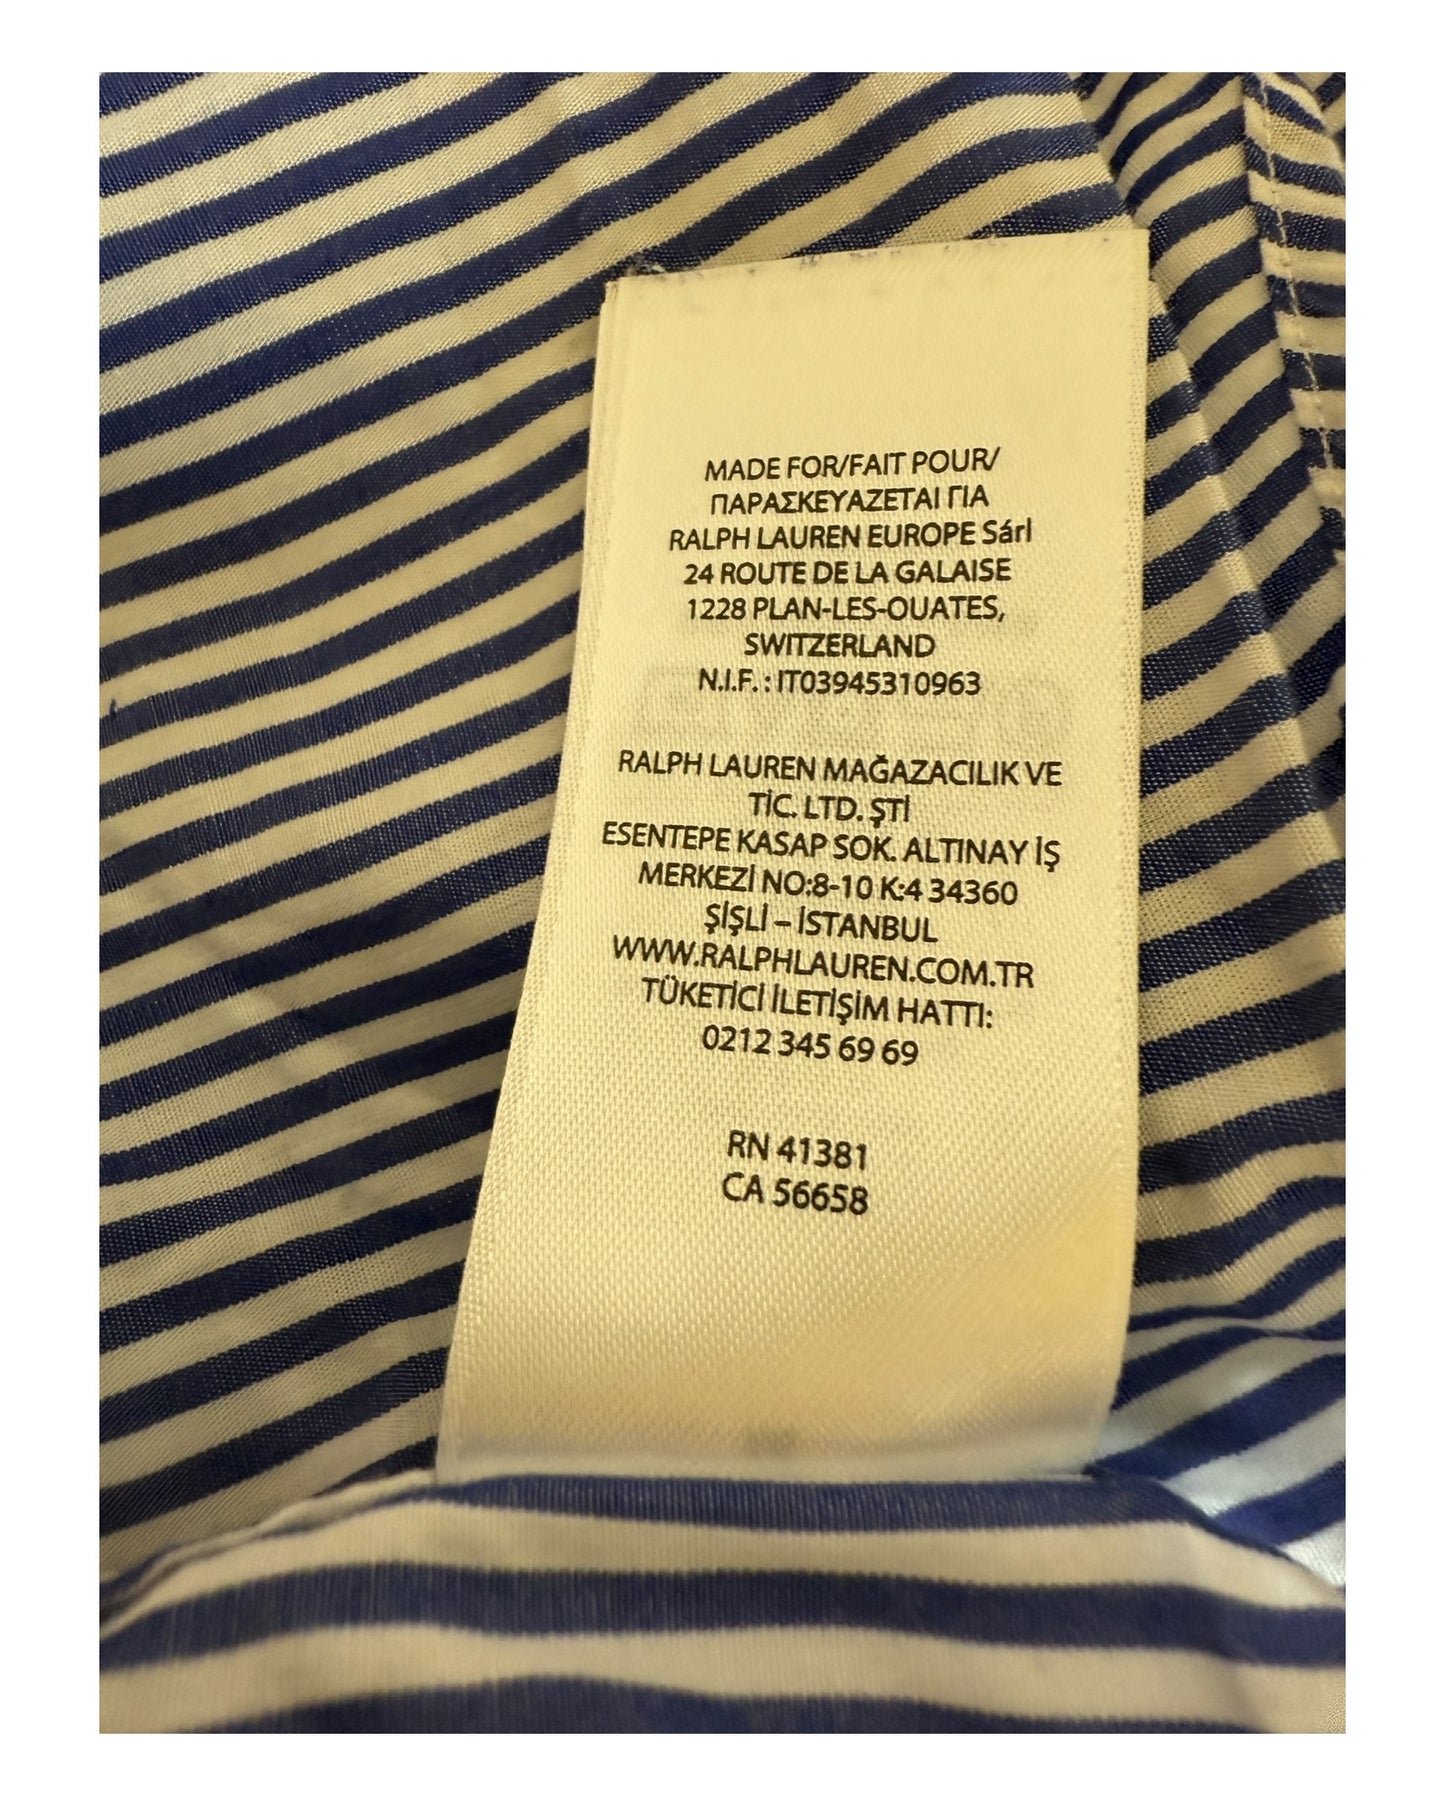 MADE FOR/FAIT POUR/
ΠΑΡΑΣΚΕΥΑΖΕΤΑΙ ΓΙΑ
RALPH LAUREN EUROPE Sárl
24 ROUTE DE LA GALAISE
1228 PLAN-LES-OUATES,
SWITZERLAND
N.I.F. : IT03945310963
RALPH LAUREN MAĞAZACILIK VE
TİC. LTD. ŞTİ
ESENTEPE KASAP SOK. ALTINAY İŞ
MERKEZİ NO:8-10 K:4 34360
ŞİŞLİ – İSTANBUL
WWW.RALPHLAUREN.COM.TR
TÜKETİCİ İLETİŞİM HATTI:
0212 345 69 69
RN 41381
CA 56658